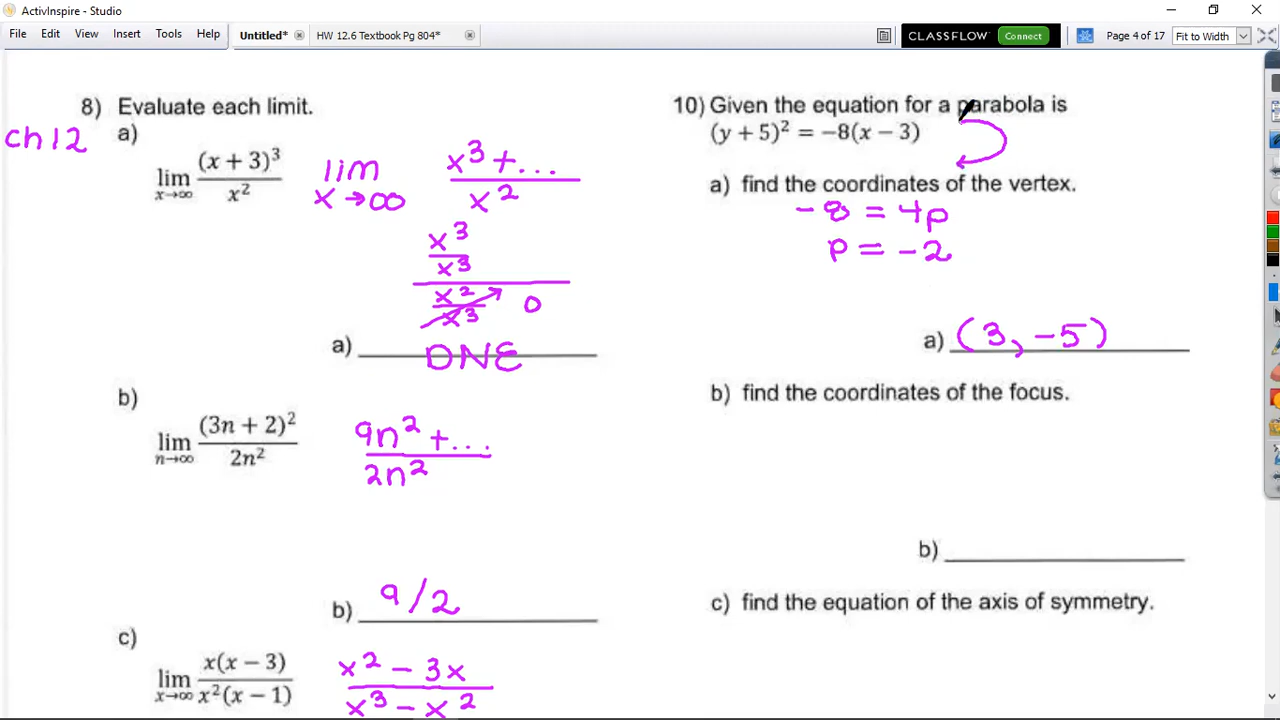 ActivInspire - Studio
File Edit View Insert Tools Help Untitled* HW 12.6 Textbook Pg 804* CLASSFLOW Connect Page 4 of 17 Fit to Width
8) Evaluate each limit.
ch 12
a)
lim x→∞ (x + 3)³ / x²
lim x→∞ x³ + ... / x²
x³/x³ / x²/x³ 0
a) DNE
b)
lim n→∞ (3n + 2)² / 2n²
9n² + ... / 2n²
b) 9/2
c)
lim x→∞ x(x − 3) / x²(x − 1)
x² − 3x / x³ − x²
10) Given the equation for a parabola is
(y + 5)² = −8(x − 3)
a) find the coordinates of the vertex.
-8 = 4p
p = -2
a) (3, -5)
b) find the coordinates of the focus.
b)
c) find the equation of the axis of symmetry.